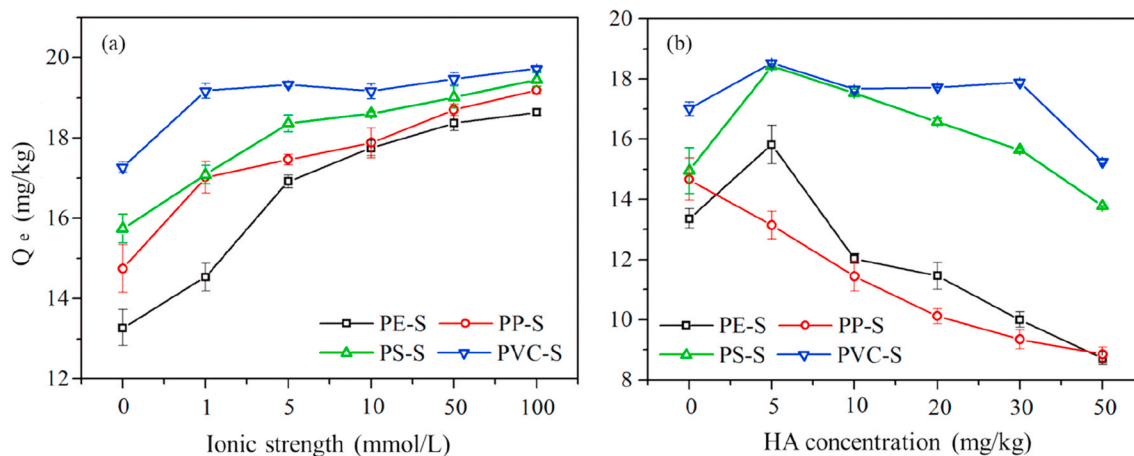 (a)
20
18
16
14
12
Q e (mg/kg)
PE-S PP-S
PS-S PVC-S
0 1 5 10 50 100
Ionic strength (mmol/L)
(b)
20
18
16
14
12
10
8
PE-S PP-S
PS-S PVC-S
0 5 10 20 30 50
HA concentration (mg/kg)